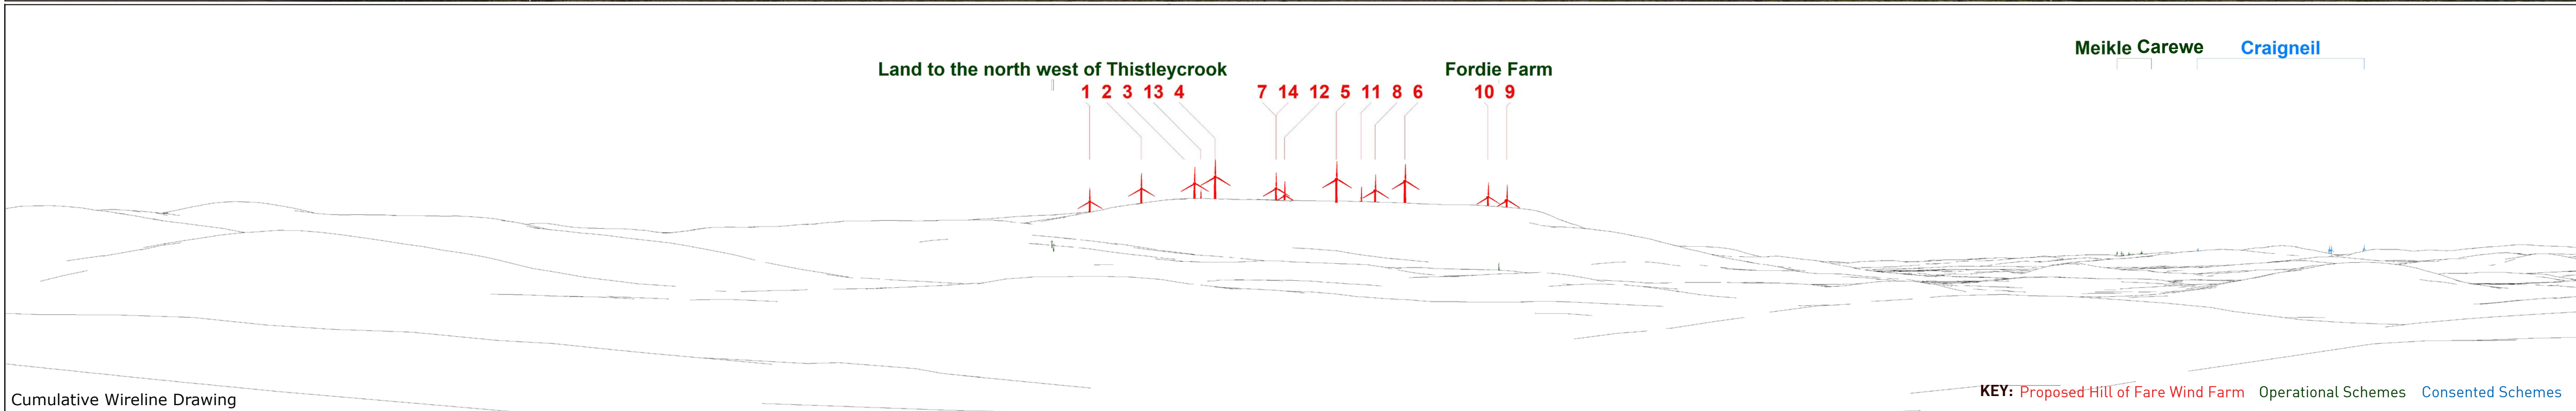 Meikle Carewe Craigneil
Land to the north west of Thistleycrook Fordie Farm
1 2 3 13 4 7 14 12 5 11 8 6 10 9
Cumulative Wireline Drawing
KEY: Proposed Hill of Fare Wind Farm Operational Schemes Consented Schemes